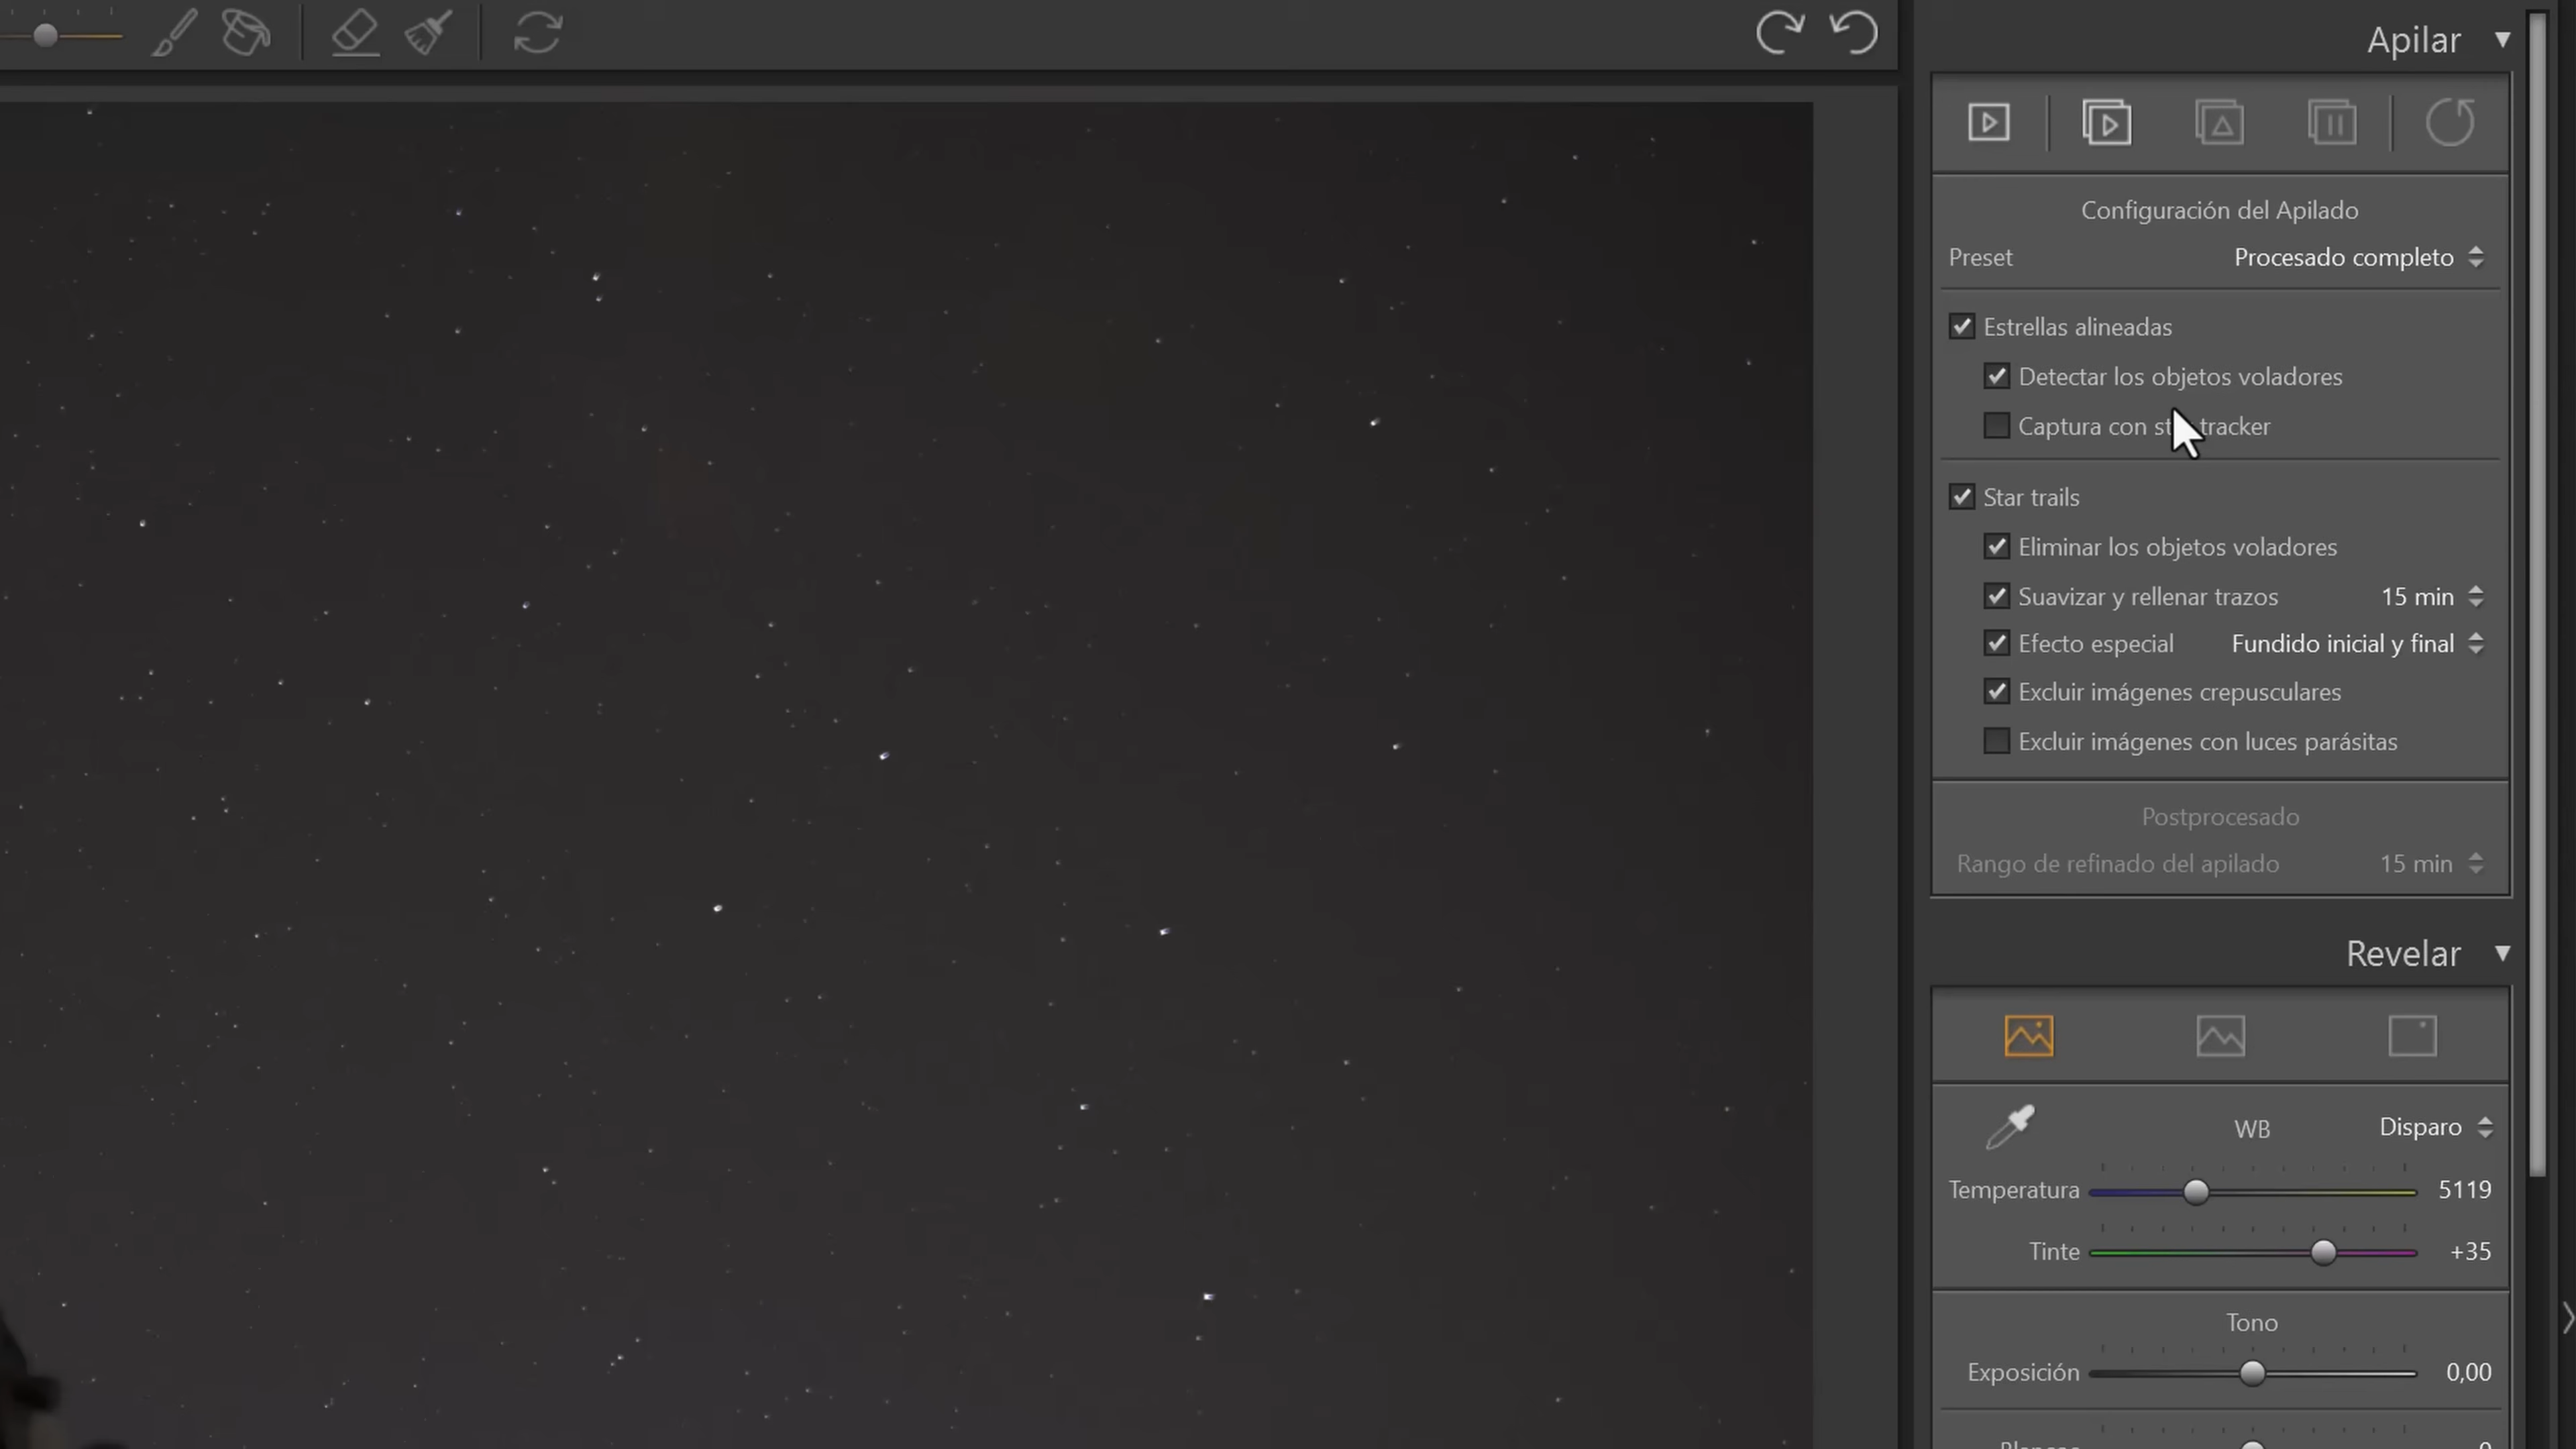 Apilar
Configuración del Apilado
Preset Procesado completo
Estrellas alineadas
Detectar los objetos voladores
Captura con tracker
Star trails
Eliminar los objetos voladores
Suavizar y rellenar trazos 15 min
Efecto especial Fundido inicial y final
Excluir imágenes crepusculares
Excluir imágenes con luces parásitas
Postprocesado
Rango de refinado del apilado 15 min
Revelar
WB Disparo
Temperatura 5119
Tinte +35
Tono
Exposición 0,00